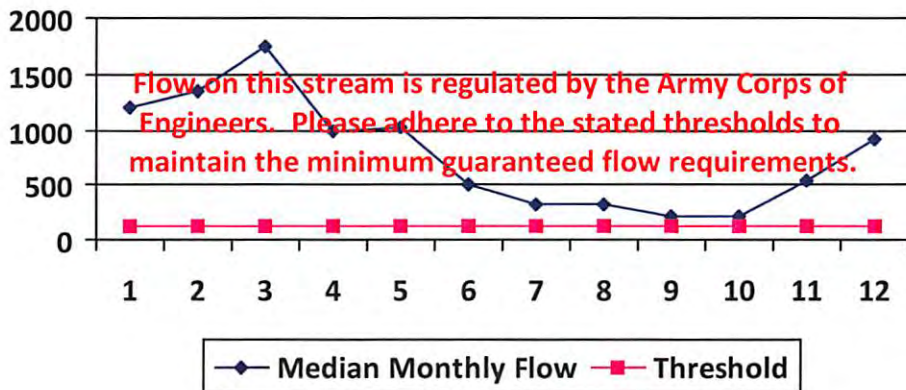 2000
1500
1000
500
0
Flow on this stream is regulated by the Army Corps of
Engineers. Please adhere to the stated thresholds to
maintain the minimum guaranteed flow requirements.
1 2 3 4 5 6 7 8 9 10 11 12
Median Monthly Flow Threshold